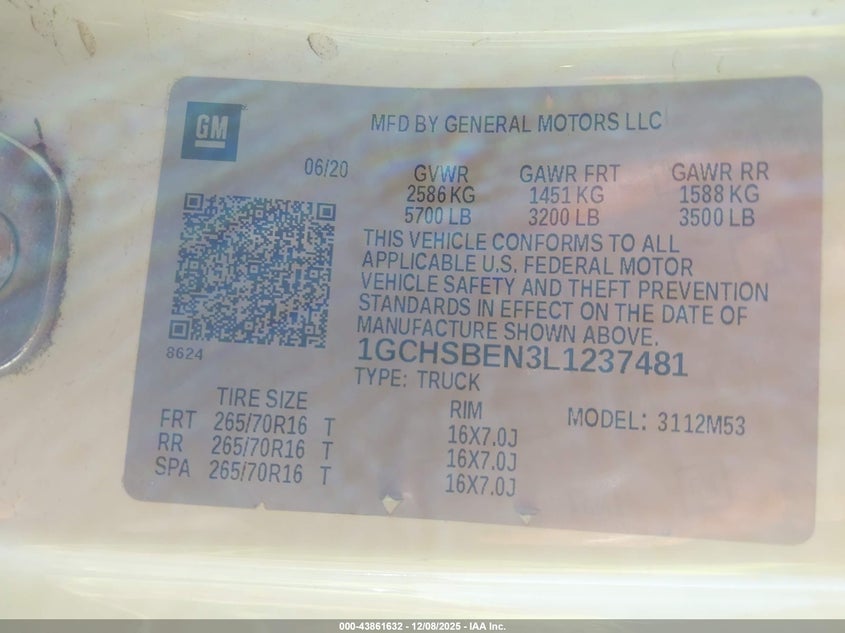 GM
MFD BY GENERAL MOTORS LLC
06/20
GVWR GAWR FRT GAWR RR
2586 KG 1451 KG 1588 KG
5700 LB 3200 LB 3500 LB
THIS VEHICLE CONFORMS TO ALL
APPLICABLE U.S. FEDERAL MOTOR
VEHICLE SAFETY AND THEFT PREVENTION
STANDARDS IN EFFECT ON THE DATE OF
MANUFACTURE SHOWN ABOVE.
8624
1GCHSBEN3L1237481
TYPE: TRUCK
TIRE SIZE RIM MODEL: 3112M53
FRT 265/70R16 T 16X7.0J
RR 265/70R16 T 16X7.0J
SPA 265/70R16 T 16X7.0J
000-43861632 - 12/08/2025 - IAA Inc.